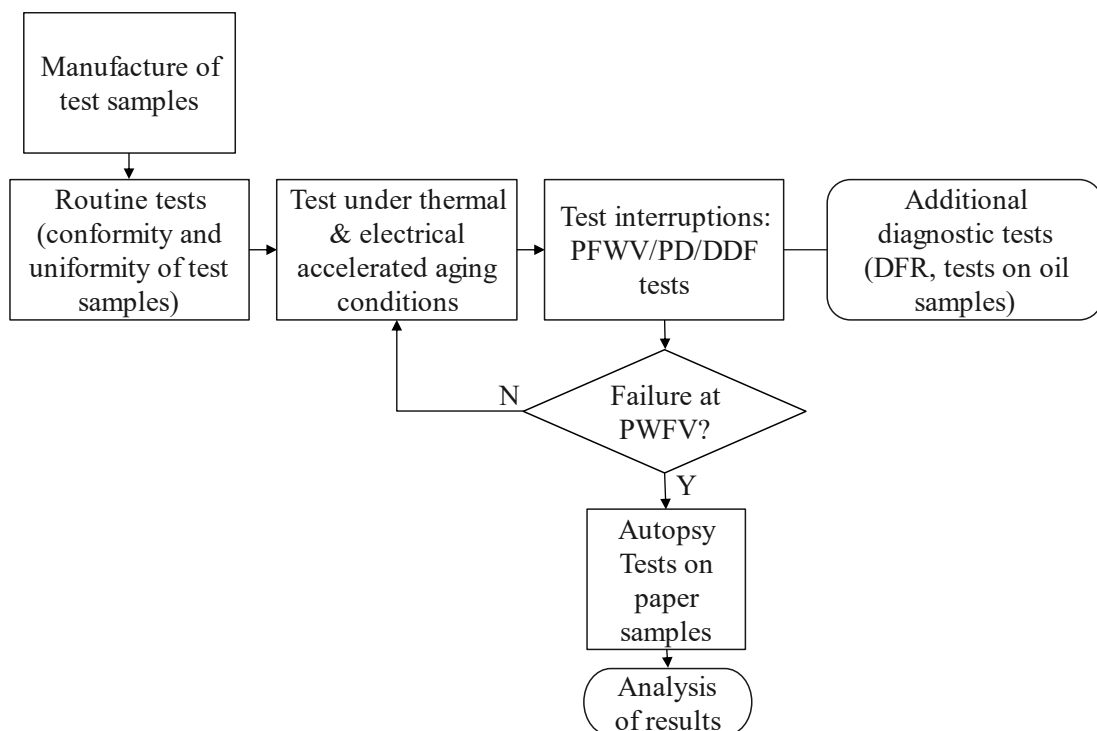 Manufacture of
test samples
Routine tests
(conformity and
uniformity of test
samples)
Test under thermal
& electrical
accelerated aging
conditions
Test interruptions:
PFWV/PD/DDF
tests
Additional
diagnostic tests
(DFR, tests on oil
samples)
N
Failure at
PWFV?
Y
Autopsy
Tests on
paper
samples
Analysis
of results